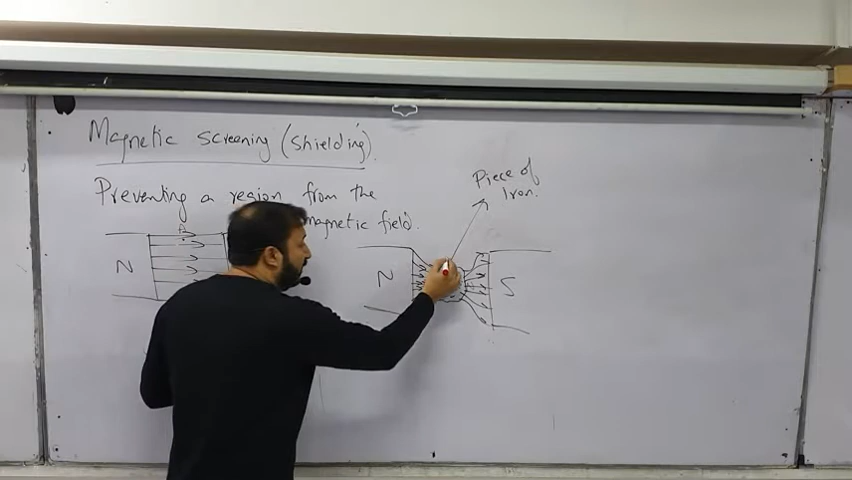 Magnetic screening (shielding).
Preventing a region from the
magnetic field.
Piece of
Iron.
A
N
N
S